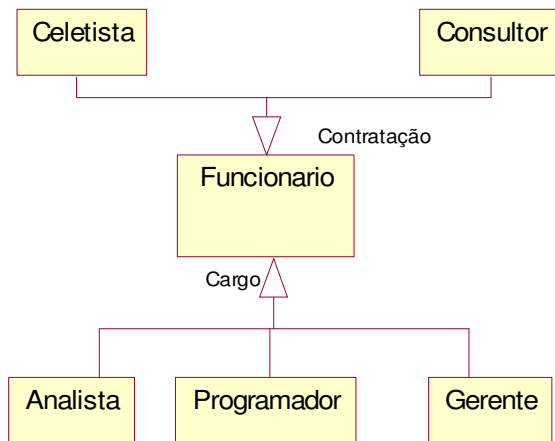 Celetista
Consultor
Contratação
Funcionario
Cargo
Analista
Programador
Gerente